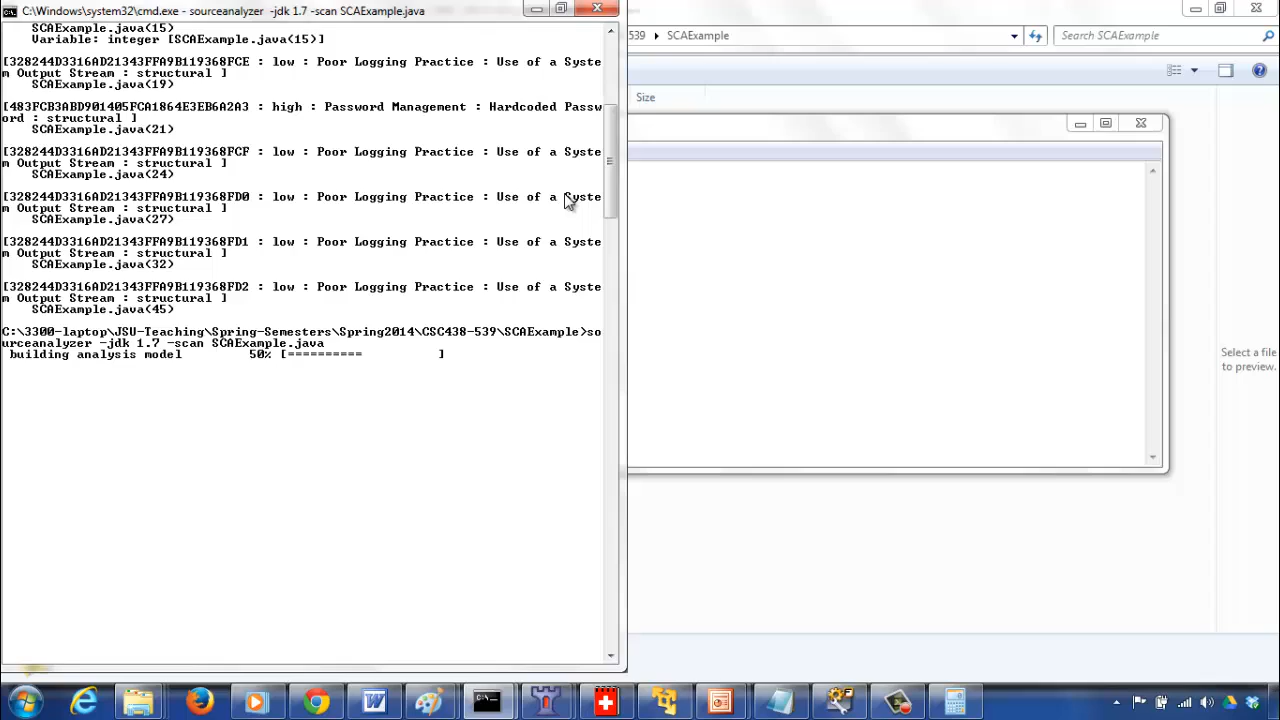 C:\Windows\system32\cmd.exe - sourceanalyzer -jdk 1.7 -scan SCAExample.java
SCAExample.java(15)
Variable: integer [SCAExample.java(15)]
[328244D3316AD21343FFA9B119368FCE : low : Poor Logging Practice : Use of a Syste
m Output Stream : structural ]
SCAExample.java(19)
[483FCB3ABD901405FCA1864E3EB6A2A3 : high : Password Management : Hardcoded Passw
ord : structural ]
SCAExample.java(21)
[328244D3316AD21343FFA9B119368FCF : low : Poor Logging Practice : Use of a Syste
m Output Stream : structural ]
SCAExample.java(24)
[328244D3316AD21343FFA9B119368FD0 : low : Poor Logging Practice : Use of a Syste
m Output Stream : structural ]
SCAExample.java(27)
[328244D3316AD21343FFA9B119368FD1 : low : Poor Logging Practice : Use of a Syste
m Output Stream : structural ]
SCAExample.java(32)
[328244D3316AD21343FFA9B119368FD2 : low : Poor Logging Practice : Use of a Syste
m Output Stream : structural ]
SCAExample.java(45)
C:\3300-laptop\JSU-Teaching\Spring-Semesters\Spring2014\CSC438-539\SCAExample>so
urceanalyzer -jdk 1.7 -scan SCAExample.java
building analysis model 50% [========== ]
539 SCAExample
Search SCAExample
Size
Select a file
to preview.